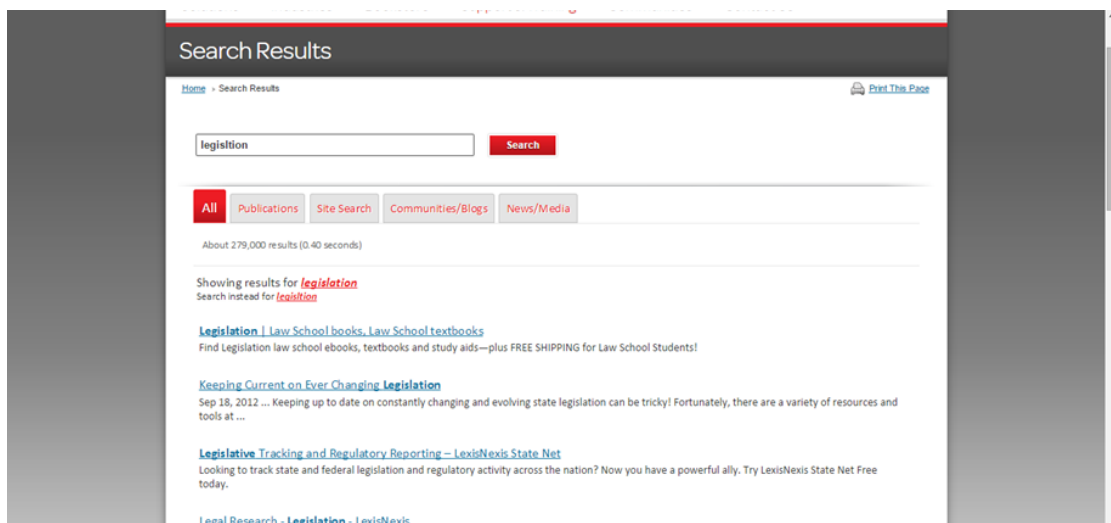 Search Results
Home › Search Results
Print This Page
legisltion
Search
All
Publications
Site Search
Communities/Blogs
News/Media
About 279,000 results (0.40 seconds)
Showing results for legislation
Search instead for legisltion
Legislation | Law School books, Law School textbooks
Find Legislation law school ebooks, textbooks and study aids—plus FREE SHIPPING for Law School Students!
Keeping Current on Ever Changing Legislation
Sep 18, 2012 ... Keeping up to date on constantly changing and evolving state legislation can be tricky! Fortunately, there are a variety of resources and
tools at ...
Legislative Tracking and Regulatory Reporting – LexisNexis State Net
Looking to track state and federal legislation and regulatory activity across the nation? Now you have a powerful ally. Try LexisNexis State Net Free
today.
Legal Research - Legislation - LexisNexis